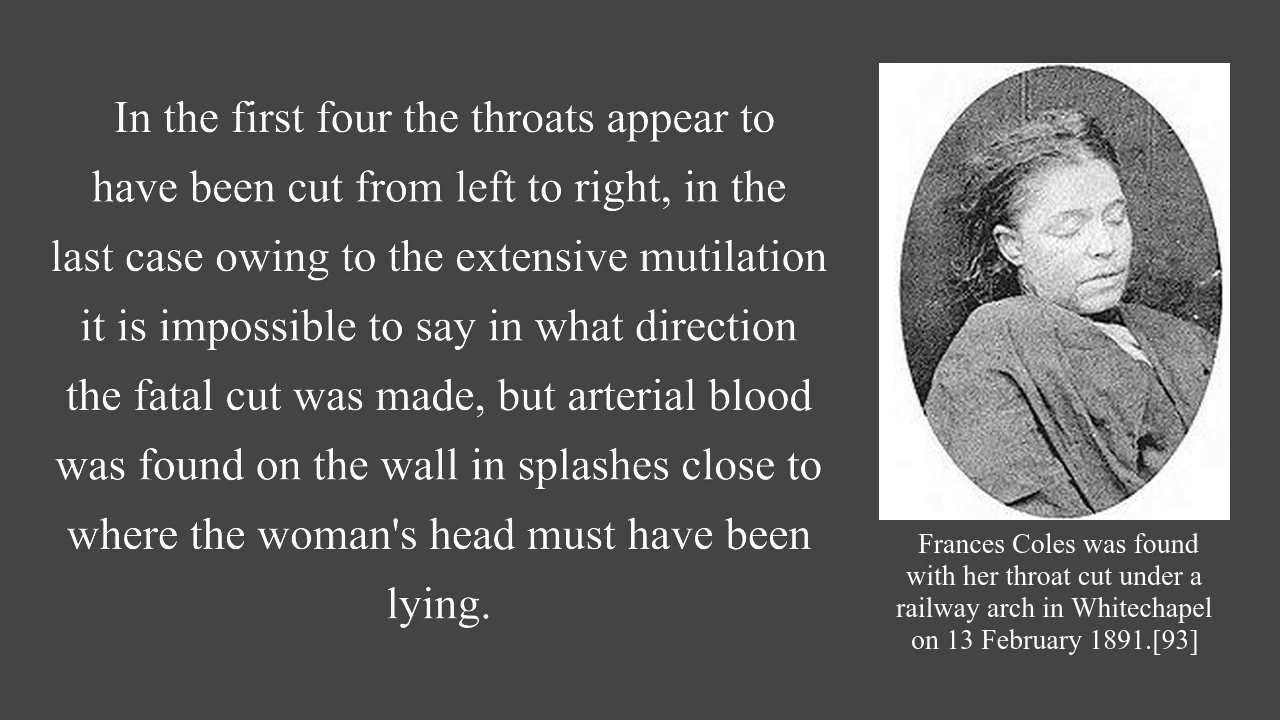 In the first four the throats appear to
have been cut from left to right, in the
last case owing to the extensive mutilation
it is impossible to say in what direction
the fatal cut was made, but arterial blood
was found on the wall in splashes close to
where the woman's head must have been
lying.
Frances Coles was found
with her throat cut under a
railway arch in Whitechapel
on 13 February 1891.[93]